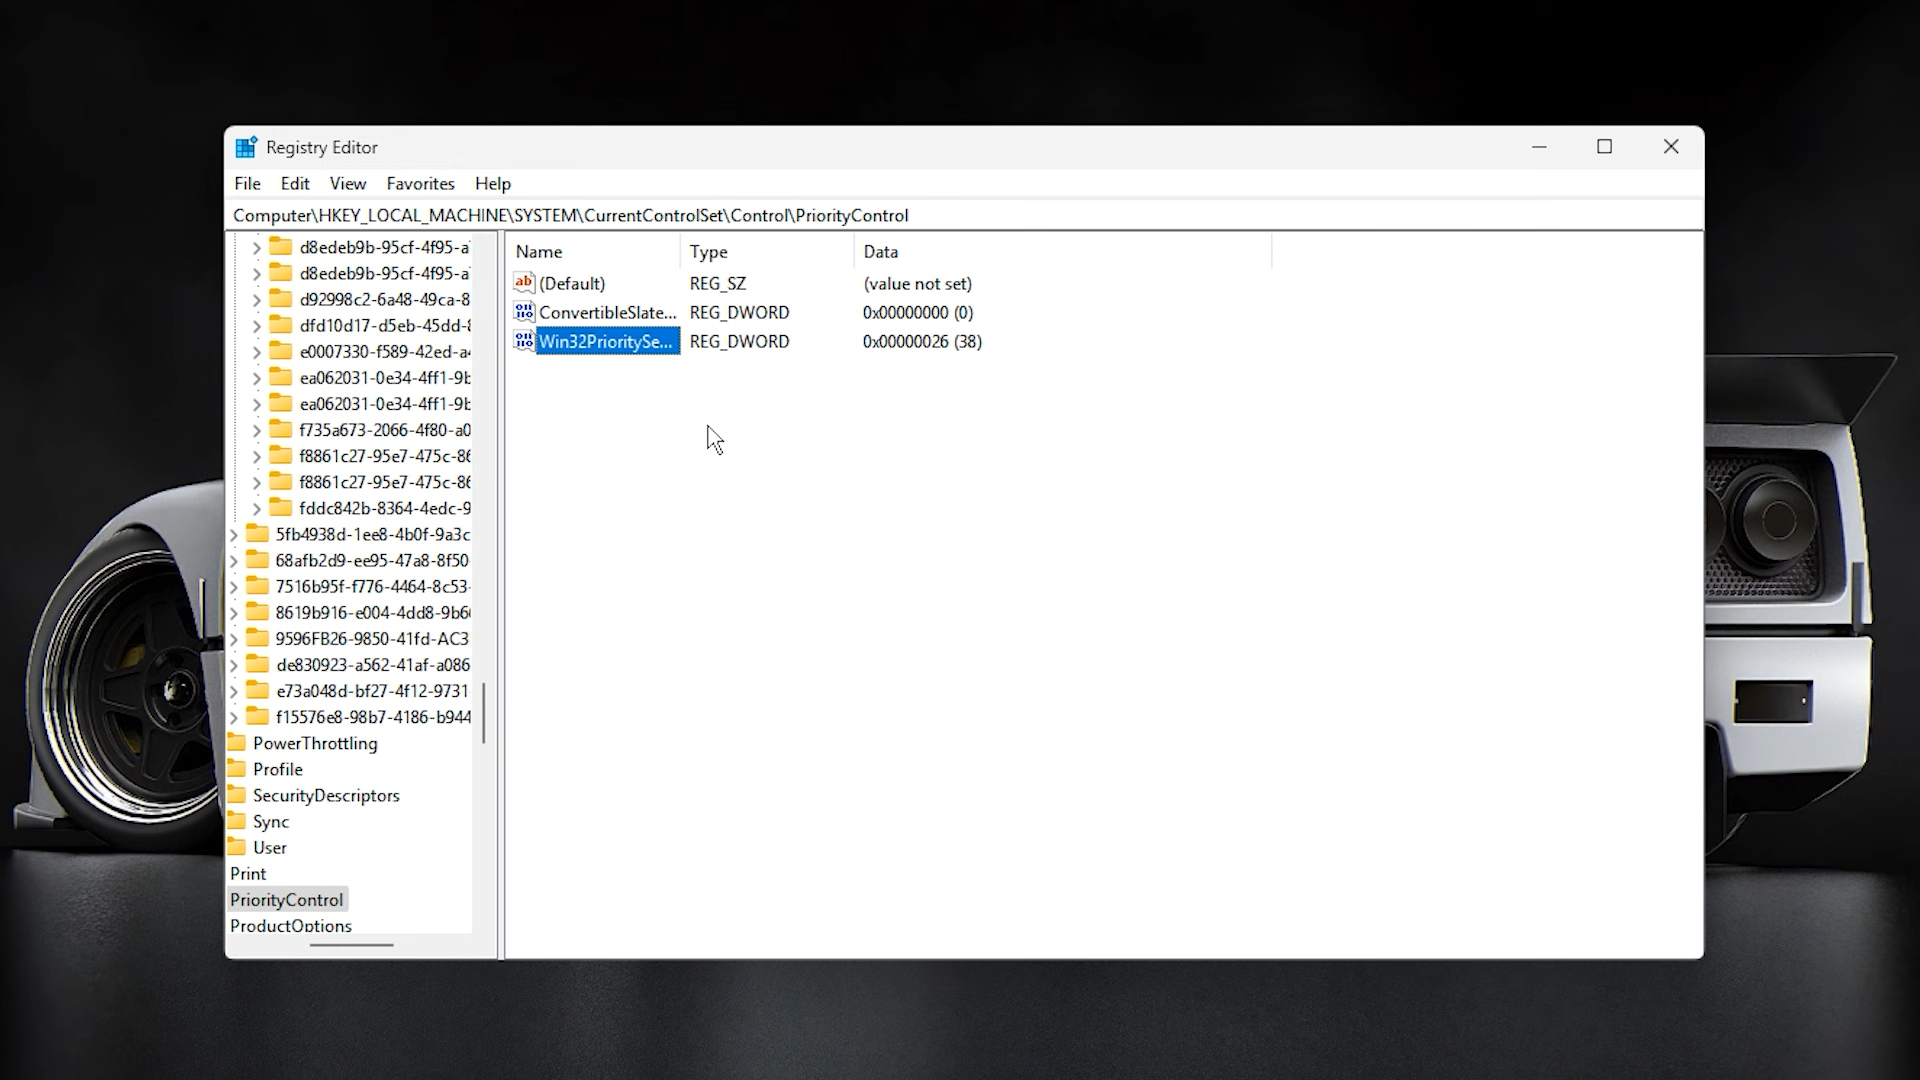 Registry Editor
File Edit View Favorites Help
Computer\HKEY_LOCAL_MACHINE\SYSTEM\CurrentControlSet\Control\PriorityControl
d8edeb9b-95cf-4f95-a
d8edeb9b-95cf-4f95-a
d92998c2-6a48-49ca-8
dfd10d17-d5eb-45dd-8
e0007330-f589-42ed-a
ea062031-0e34-4ff1-9b
ea062031-0e34-4ff1-9b
f735a673-2066-4f80-a0
f8861c27-95e7-475c-86
f8861c27-95e7-475c-86
fddc842b-8364-4edc-9
5fb4938d-1ee8-4b0f-9a3c
68afb2d9-ee95-47a8-8f50
7516b95f-f776-4464-8c53-
8619b916-e004-4dd8-9b66
9596FB26-9850-41fd-AC3
de830923-a562-41af-a086
e73a048d-bf27-4f12-9731
f15576e8-98b7-4186-b944
PowerThrottling
Profile
SecurityDescriptors
Sync
User
Print
PriorityControl
ProductOptions
Name Type Data
(Default) REG_SZ (value not set)
ConvertibleSlate... REG_DWORD 0x00000000 (0)
Win32PrioritySe... REG_DWORD 0x00000026 (38)